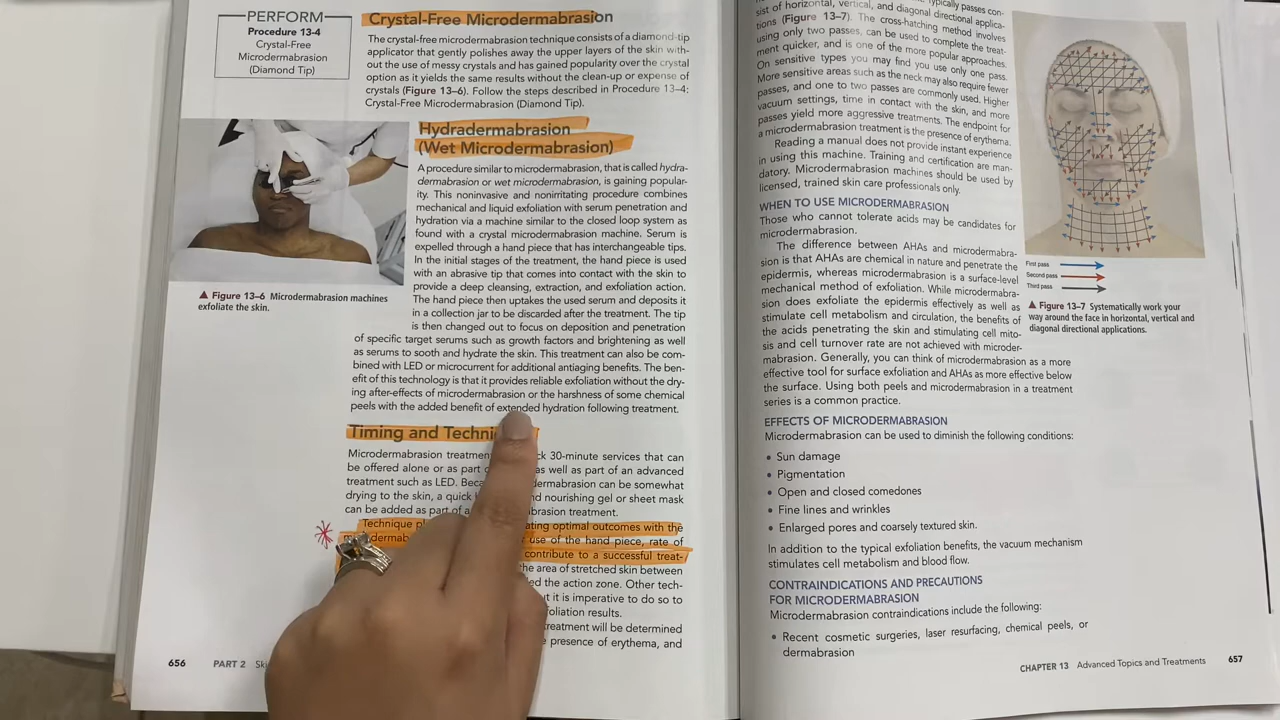 PERFORM
Procedure 13-4
Crystal-Free
Microdermabrasion
(Diamond Tip)
Crystal-Free Microdermabrasion
The crystal-free microdermabrasion technique consists of a diamond-tip
applicator that gently polishes away the upper layers of the skin with-
out the use of messy crystals and has gained popularity over the crystal
option as it yields the same results without the clean-up or expense of
crystals (Figure 13–6). Follow the steps described in Procedure 13–4:
Crystal-Free Microdermabrasion (Diamond Tip).
Hydradermabrasion
(Wet Microdermabrasion)
A procedure similar to microdermabrasion, that is called hydra-
dermabrasion or wet microdermabrasion, is gaining popular-
ity. This noninvasive and nonirritating procedure combines
mechanical and liquid exfoliation with serum penetration and
hydration via a machine similar to the closed loop system as
found with a crystal microdermabrasion machine. Serum is
expelled through a hand piece that has interchangeable tips.
In the initial stages of the treatment, the hand piece is used
with an abrasive tip that comes into contact with the skin to
provide a deep cleansing, extraction, and exfoliation action.
The hand piece then uptakes the used serum and deposits it
in a collection jar to be discarded after the treatment. The tip
is then changed out to focus on deposition and penetration
of specific target serums such as growth factors and brightening as well
as serums to sooth and hydrate the skin. This treatment can also be com-
bined with LED or microcurrent for additional antiaging benefits. The ben-
efit of this technology is that it provides reliable exfoliation without the dry-
ing after-effects of microdermabrasion or the harshness of some chemical
peels with the added benefit of extended hydration following treatment.
▲ Figure 13–6 Microdermabrasion machines
exfoliate the skin.
Timing and Techni
Microdermabrasion treatmen ck 30-minute services that can
be offered alone or as part as well as part of an advanced
treatment such as LED. Beca dermabrasion can be somewhat
drying to the skin, a quick nd nourishing gel or sheet mask
can be added as part of a brasion treatment.
Technique pl ating optimal outcomes with the
dermab use of the hand piece, rate of
contribute to a successful treat-
the area of stretched skin between
ed the action zone. Other tech-
ut it is imperative to do so to
foliation results.
treatment will be determined
presence of erythema, and
656 PART 2
sist of horizontal, vertical, and diagonal directional applica-
tions (Figure 13–7). The cross-hatching method involves
using only two passes, can be used to complete the treat-
ment quicker, and is one of the more popular approaches.
On sensitive types you may find you use only one pass.
More sensitive areas such as the neck may also require fewer
passes, and one to two passes are commonly used. Higher
vacuum settings, time in contact with the skin, and more
passes yield more aggressive treatments. The endpoint for
a microdermabrasion treatment is the presence of erythema.
Reading a manual does not provide instant experience
in using this machine. Training and certification are man-
datory. Microdermabrasion machines should be used by
licensed, trained skin care professionals only.
WHEN TO USE MICRODERMABRASION
Those who cannot tolerate acids may be candidates for
microdermabrasion.
The difference between AHAs and microdermabra-
sion is that AHAs are chemical in nature and penetrate the
epidermis, whereas microdermabrasion is a surface-level
mechanical method of exfoliation. While microdermabra-
sion does exfoliate the epidermis effectively as well as
stimulate cell metabolism and circulation, the benefits of
the acids penetrating the skin and stimulating cell mito-
sis and cell turnover rate are not achieved with microder-
mabrasion. Generally, you can think of microdermabrasion as a more
effective tool for surface exfoliation and AHAs as more effective below
the surface. Using both peels and microdermabrasion in a treatment
series is a common practice.
First pass
Second pass
Third pass
▲ Figure 13–7 Systematically work your
way around the face in horizontal, vertical and
diagonal directional applications.
EFFECTS OF MICRODERMABRASION
Microdermabrasion can be used to diminish the following conditions:
• Sun damage
• Pigmentation
• Open and closed comedones
• Fine lines and wrinkles
• Enlarged pores and coarsely textured skin.
In addition to the typical exfoliation benefits, the vacuum mechanism
stimulates cell metabolism and blood flow.
CONTRAINDICATIONS AND PRECAUTIONS
FOR MICRODERMABRASION
Microdermabrasion contraindications include the following:
• Recent cosmetic surgeries, laser resurfacing, chemical peels, or
dermabrasion
CHAPTER 13 Advanced Topics and Treatments 657